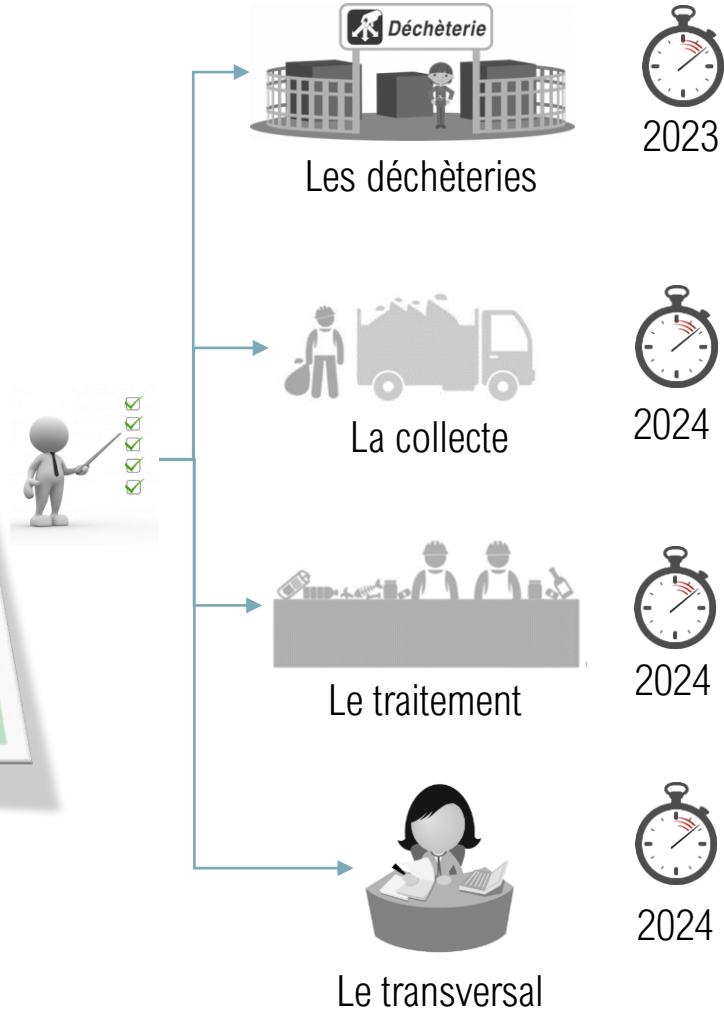 Déchèterie
2023
Les déchèteries
La collecte
2024
Le traitement
2024
2024
Le transversal